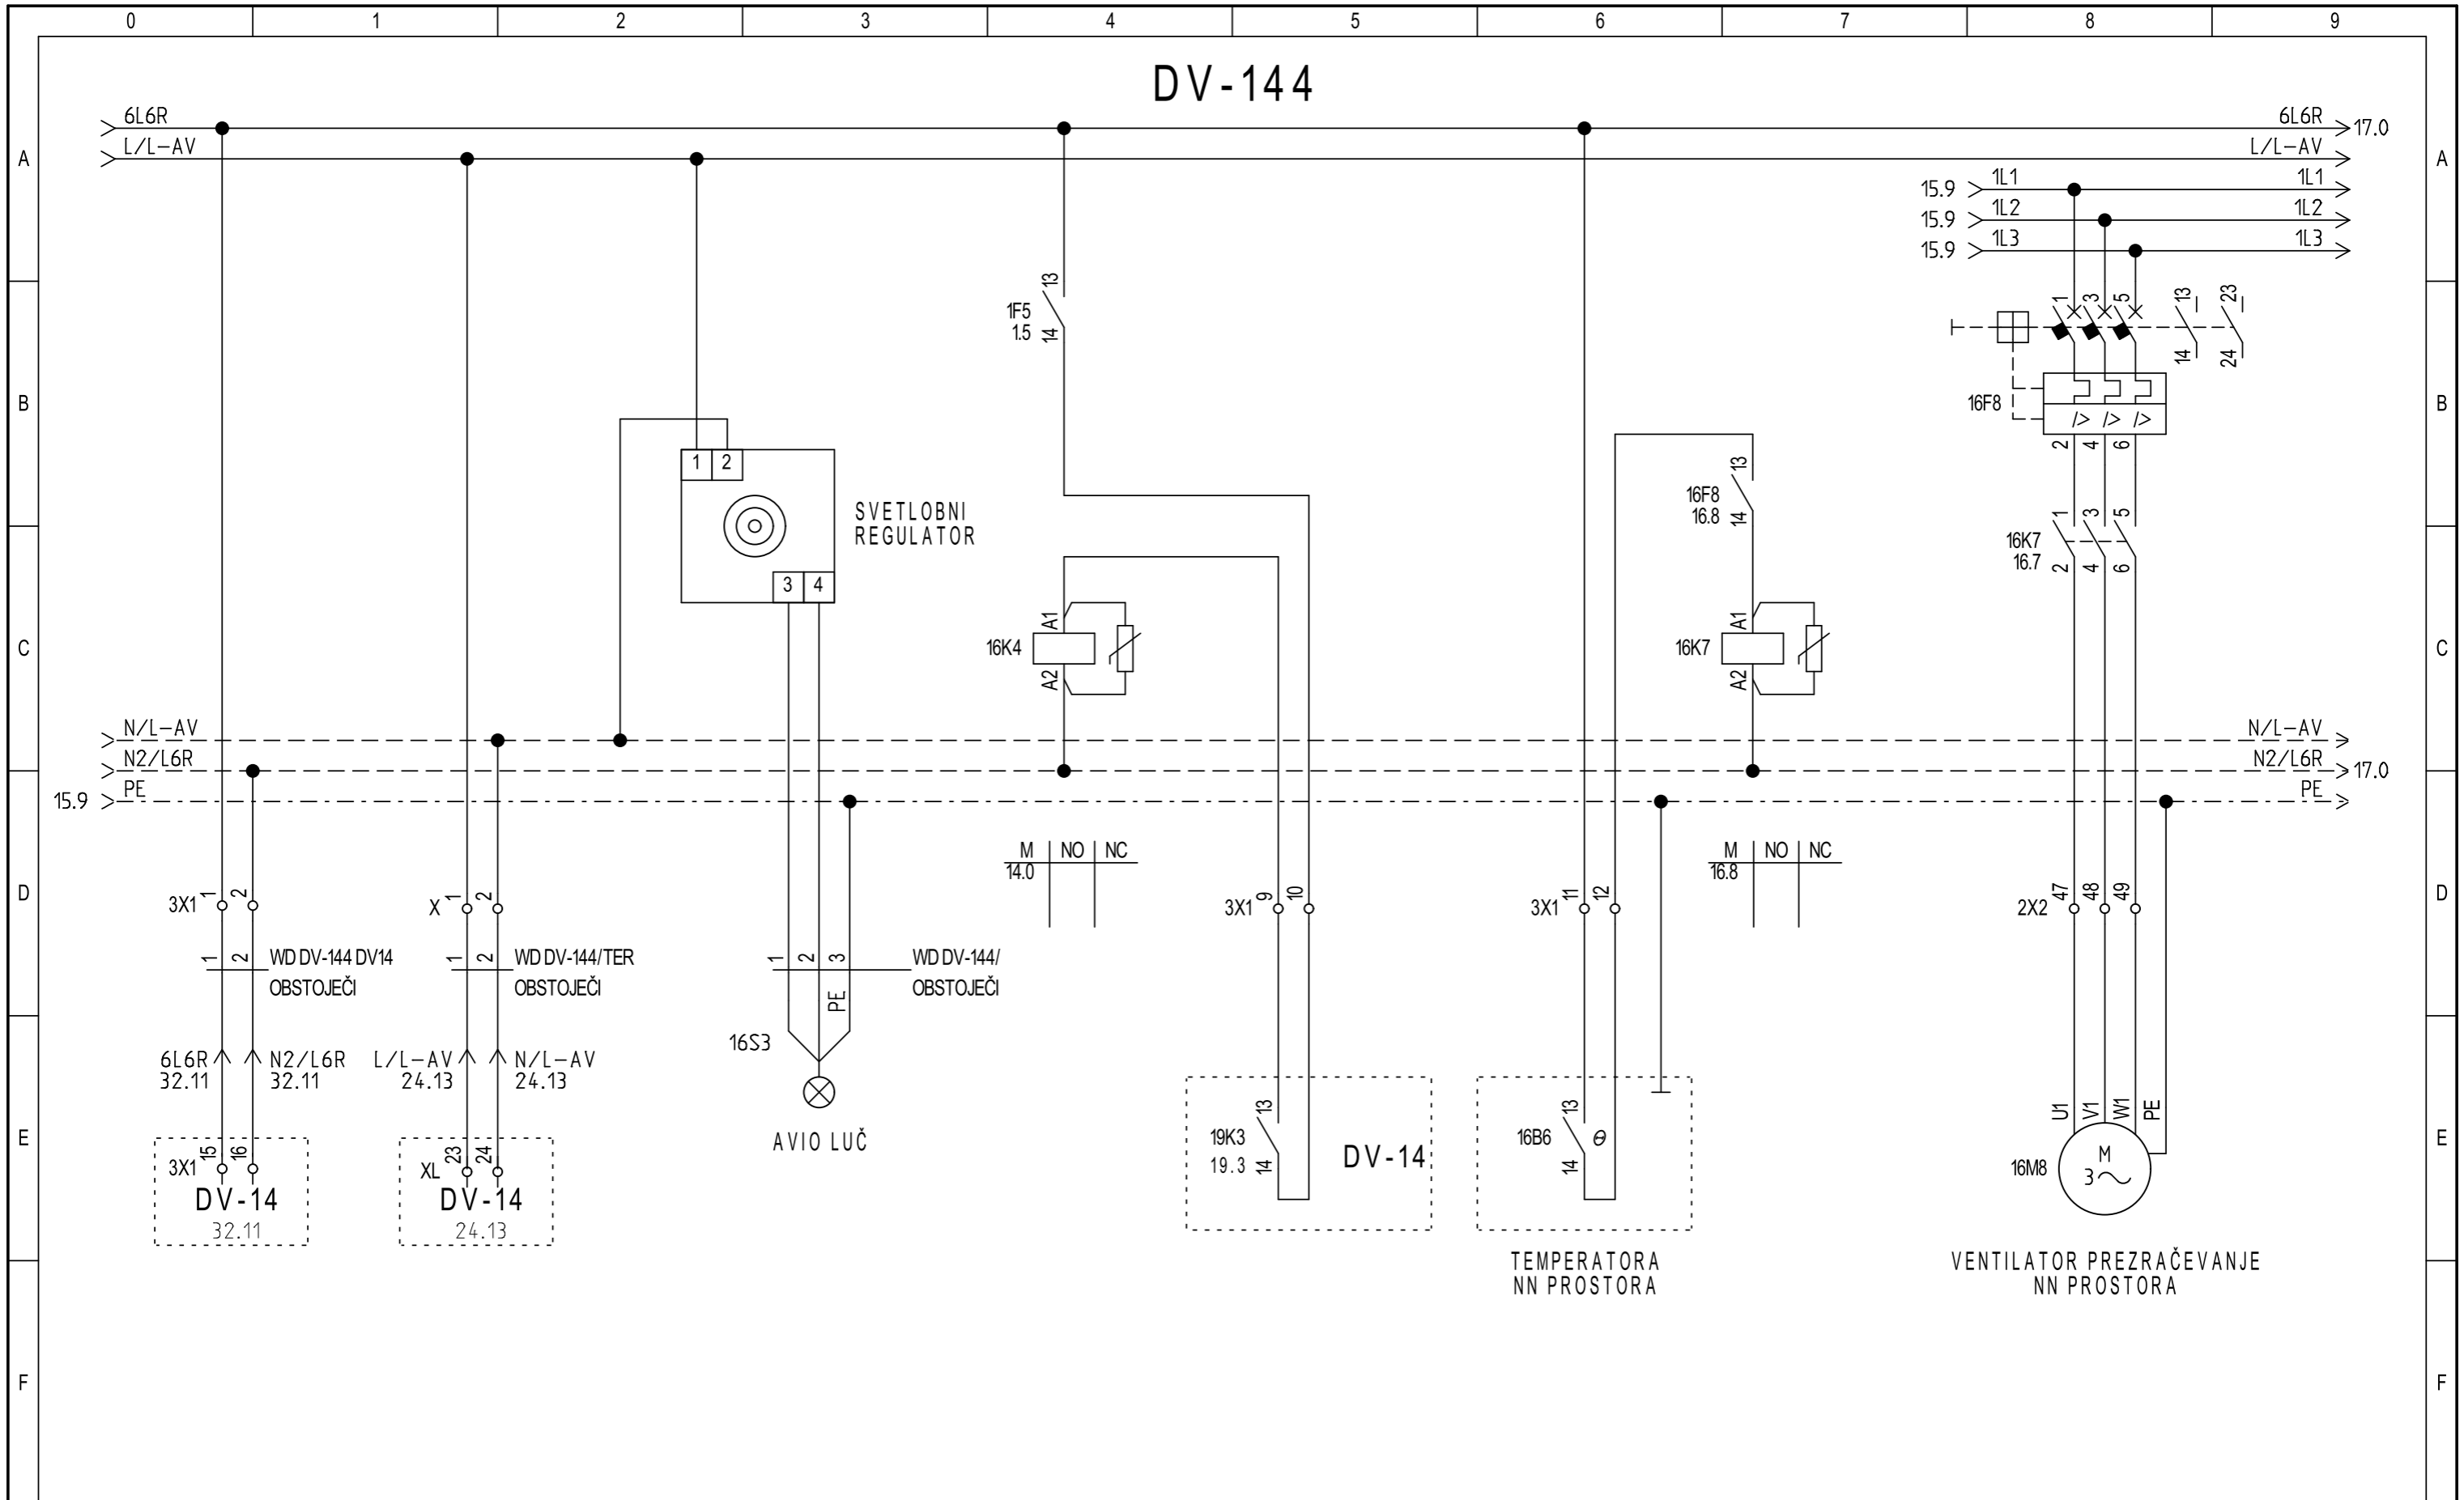 0 1 2 3 4 5 6 7 8 9
DV-144
6L6R 6L6R 17.0
A L/L-AV L/L-AV A
15.9 1L1 1L1
15.9 1L2 1L2
15.9 1L3 1L3
13
1F5
1.5
14
1 3 5 13 23
14 24
B B
16F8
2 4 6
1 2
SVETLOBNI
REGULATOR
3 4
13
16F8
16.8
14
1 3 5
16K7
16.7
2 4 6
C C
A1
16K4
A2
A1
16K7
A2
N/L-AV N/L-AV
N2/L6R N2/L6R 17.0
15.9 PE PE
M NO NC
14.0
M NO NC
16.8
D D
3X1 1 2
X 1 2
3X1 9 10
3X1 11 12
2X2 47 48 49
1 2 WD DV-144 DV14
OBSTOJEČI
1 2 WD DV-144/TER
OBSTOJEČI
1 2 3 WD DV-144/
OBSTOJEČI
PE
16S3
6L6R N2/L6R
32.11 32.11
L/L-AV N/L-AV
24.13 24.13
E E
3X1 15 16
DV-14
32.11
XL 23 24
DV-14
24.13
AVIO LUČ
13
19K3
19.3
14
DV-14
13
16B6 Θ
14
U1 V1 W1 PE
16M8
M
3
TEMPERATORA
NN PROSTORA
VENTILATOR PREZRAČEVANJE
NN PROSTORA
F F